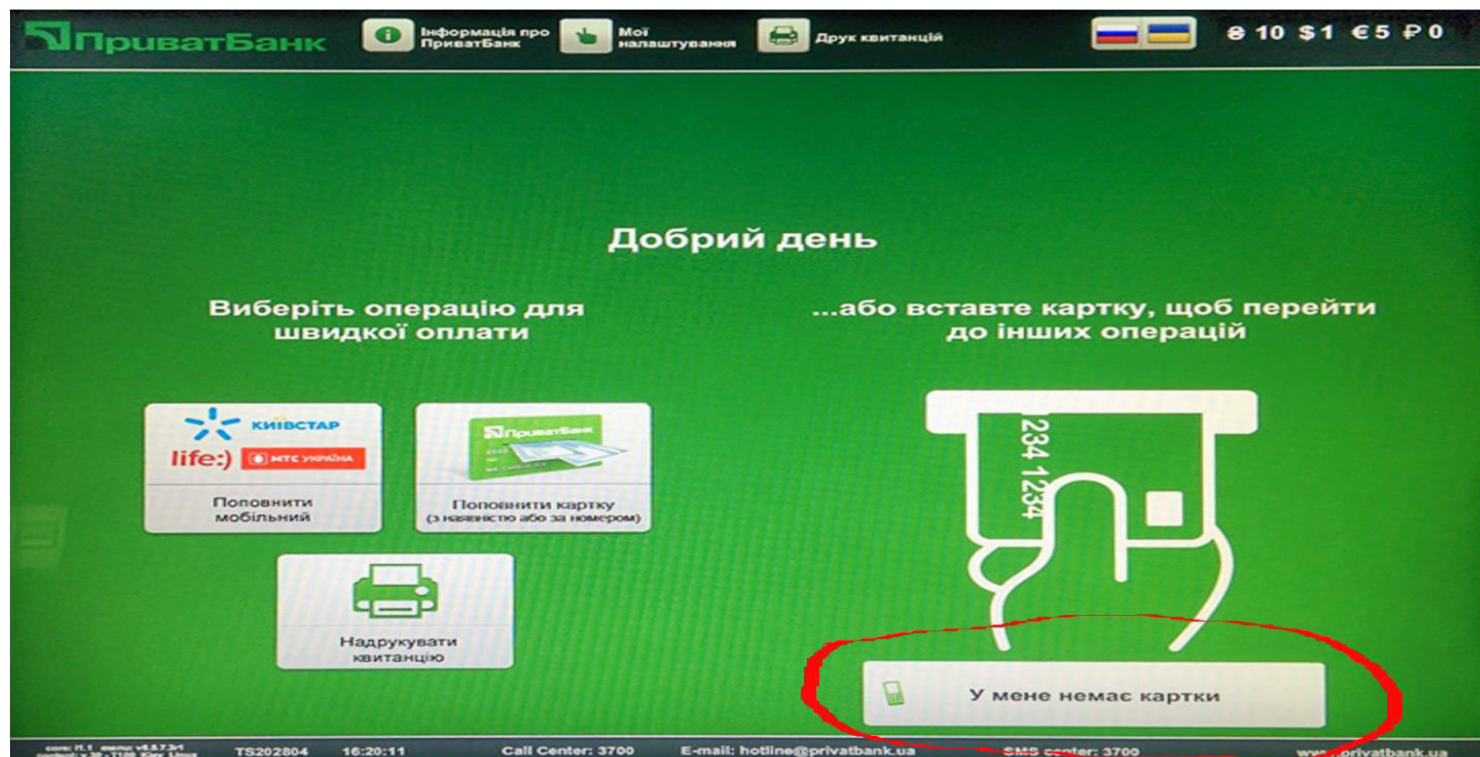 ПриватБанк
Інформація про
ПриватБанк
Мої
налаштування
Друк квитанцій
₴ 10 $ 1 € 5 ₽ 0
Добрий день
Виберіть операцію для
швидкої оплати
...або вставте картку, щоб перейти
до інших операцій
КИЇВСТАР
life:) МТС УКРАЇНА
Поповнити
мобільний
ПриватБанк
Поповнити картку
(з наявністю або за номером)
234 1234
Надрукувати
квитанцію
У мене немає картки
TS202804 16:20:11 Call Center: 3700 E-mail: hotline@privatbank.ua SMS center: 3700 www.privatbank.ua